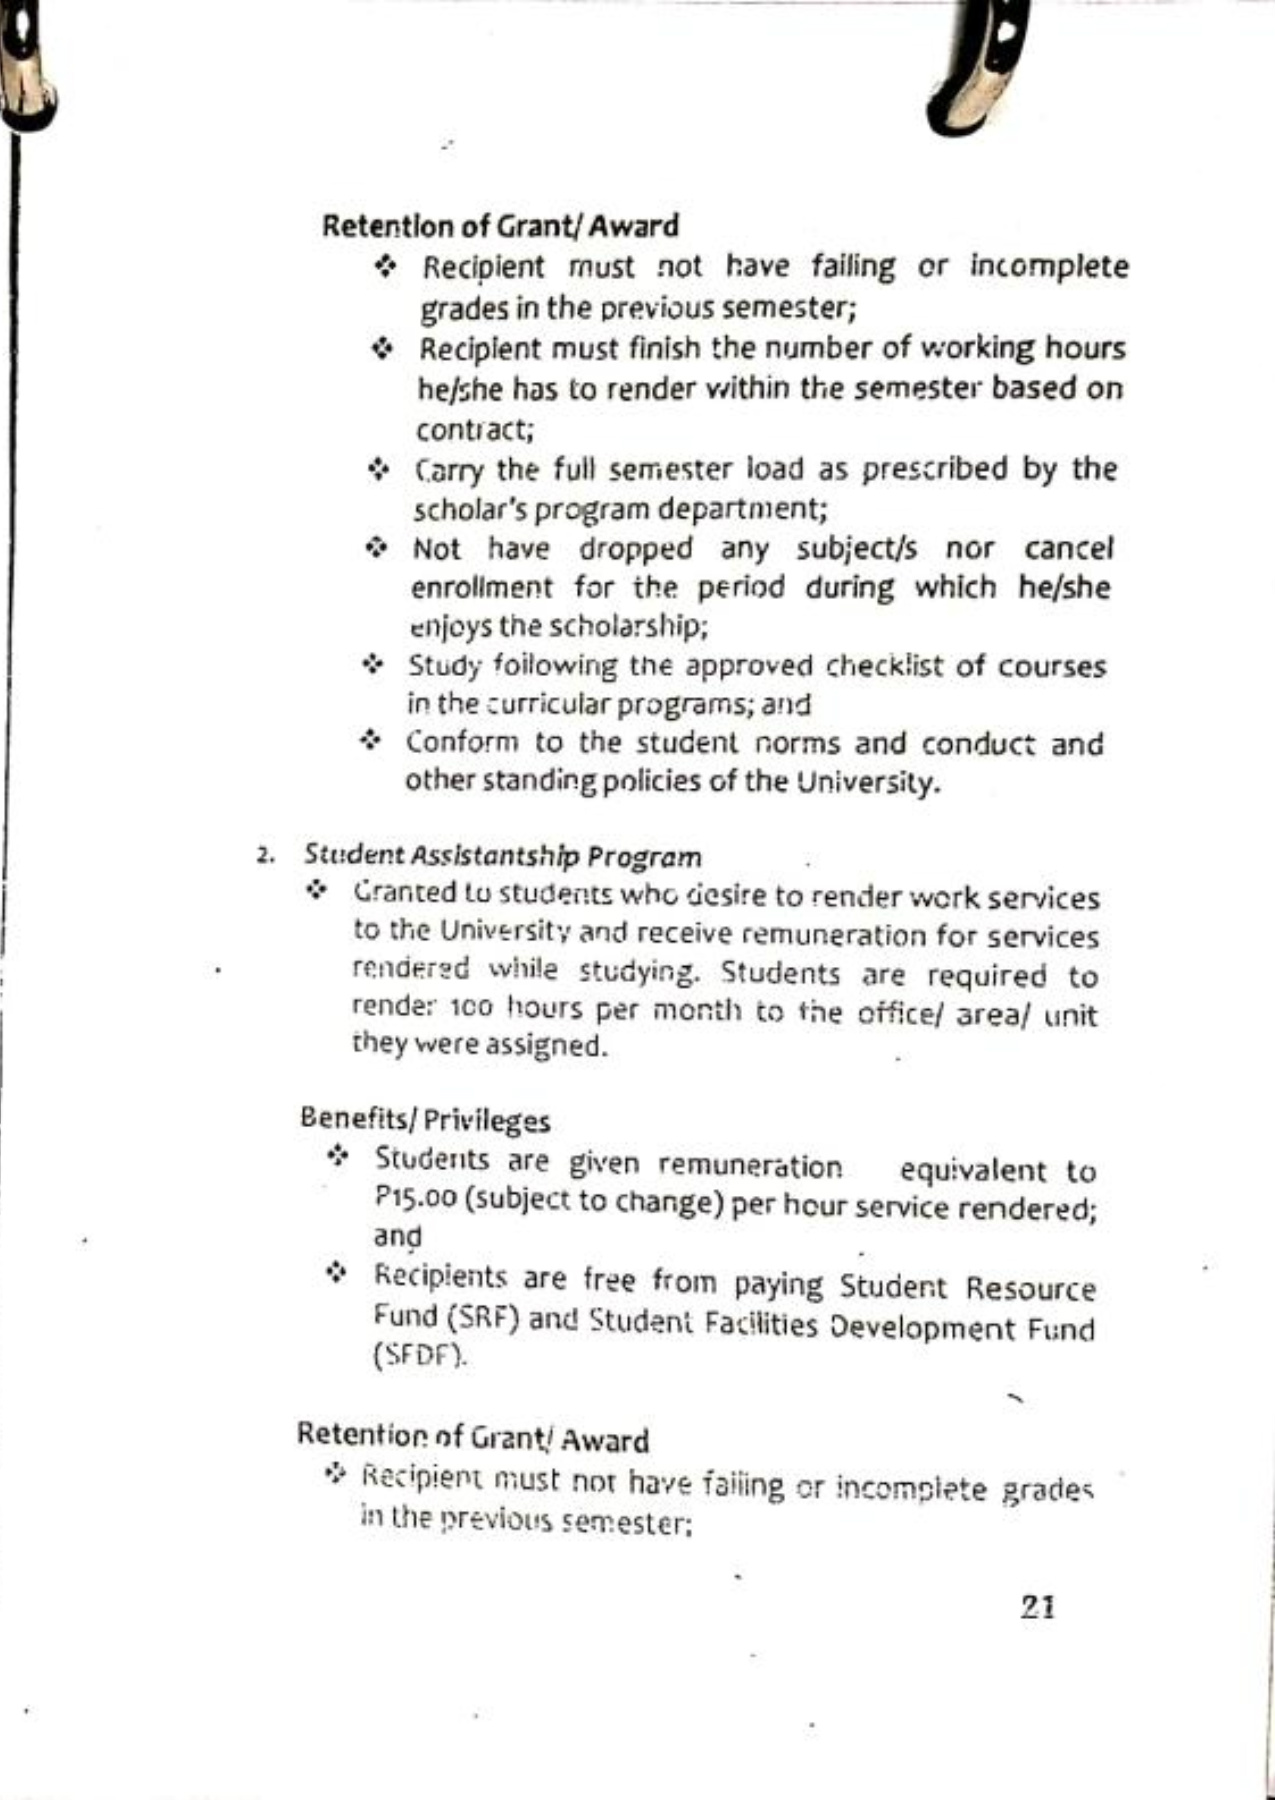 Retention of Grant/ Award
❖ Recipient must not have failing or incomplete
grades in the previous semester;
❖ Recipient must finish the number of working hours
he/she has to render within the semester based on
contract;
❖ Carry the full semester load as prescribed by the
scholar's program department;
❖ Not have dropped any subject/s nor cancel
enrollment for the period during which he/she
enjoys the scholarship;
❖ Study following the approved checklist of courses
in the curricular programs; and
❖ Conform to the student norms and conduct and
other standing policies of the University.
2. Student Assistantship Program
❖ Granted to students who desire to render work services
to the University and receive remuneration for services
rendered while studying. Students are required to
render 100 hours per month to the office/ area/ unit
they were assigned.
Benefits/ Privileges
❖ Students are given remuneration equivalent to
P15.00 (subject to change) per hour service rendered;
and
❖ Recipients are free from paying Student Resource
Fund (SRF) and Student Facilities Development Fund
(SFDF).
Retention of Grant/ Award
❖ Recipient must not have failing or incomplete grades
in the previous semester;
21